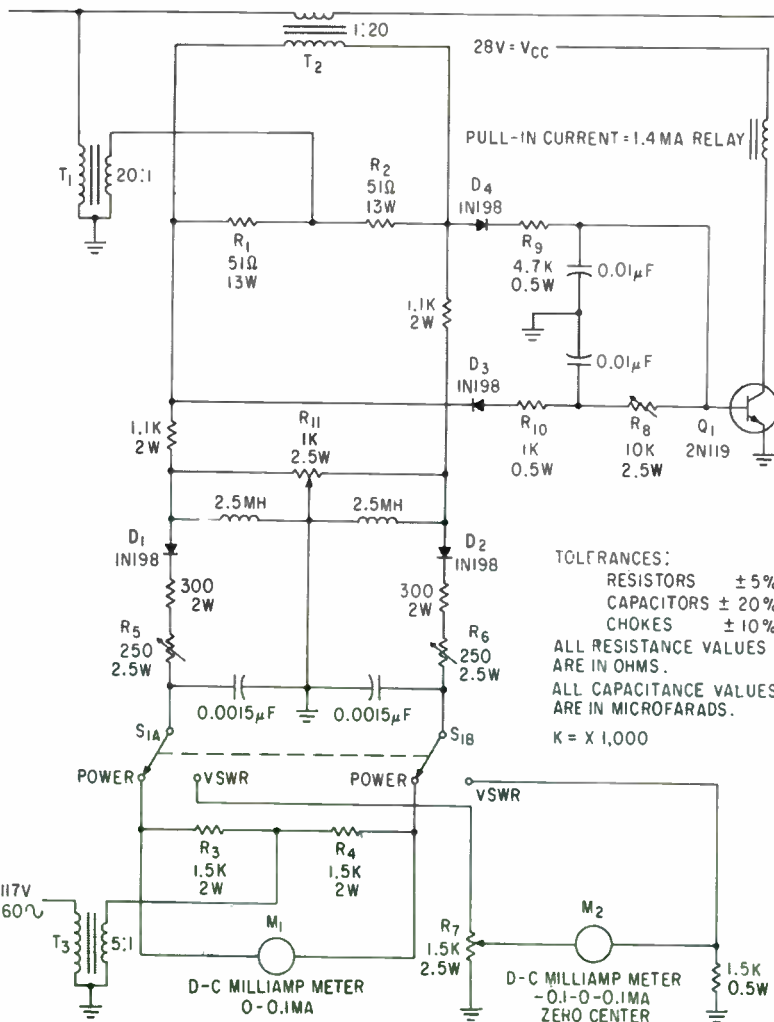 1:20
T2
28V = VCC
PULL-IN CURRENT = 1.4 MA RELAY
T1
20:1
R2
51Ω
13W
D4
1N198
R1
51Ω
13W
R9
4.7K
0.5W
0.01µF
1.1K
2W
0.01µF
D3
1N198
R11
1K
2.5W
1.1K
2W
R10
1K
0.5W
R8
10K
2.5W
Q1
2N119
2.5MH
2.5MH
D1
1N198
D2
1N198
300
2W
300
2W
R5
250
2.5W
R6
250
2.5W
TOLERANCES:
RESISTORS ±5%
CAPACITORS ±20%
CHOKES ±10%
ALL RESISTANCE VALUES
ARE IN OHMS.
ALL CAPACITANCE VALUES
ARE IN MICROFARADS.
K = X 1,000
0.0015µF
0.0015µF
S1A
S1B
POWER
VSWR
POWER
VSWR
R3
1.5K
2W
R4
1.5K
2W
117V
60~
T3
5:1
M1
D-C MILLIAMP METER
0-0.1MA
R7
1.5K
2.5W
M2
D-C MILLIAMP METER
-0.1-0-0.1MA
ZERO CENTER
1.5K
0.5W